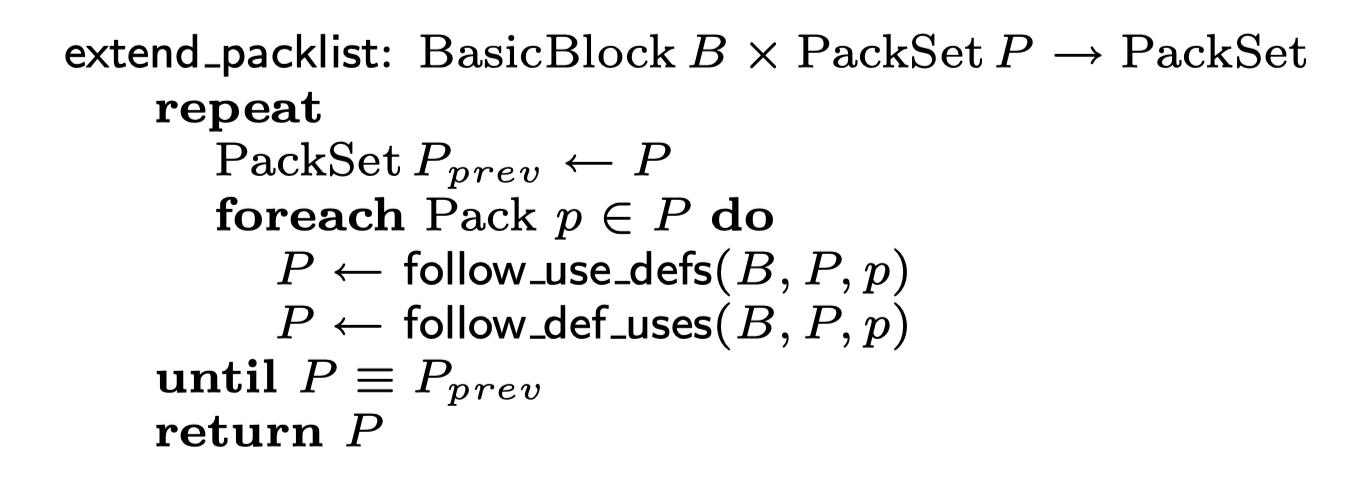 extend_packlist: BasicBlock B × PackSet P → PackSet
repeat
PackSet P_prev ← P
foreach Pack p ∈ P do
P ← follow_use_defs(B, P, p)
P ← follow_def_uses(B, P, p)
until P ≡ P_prev
return P